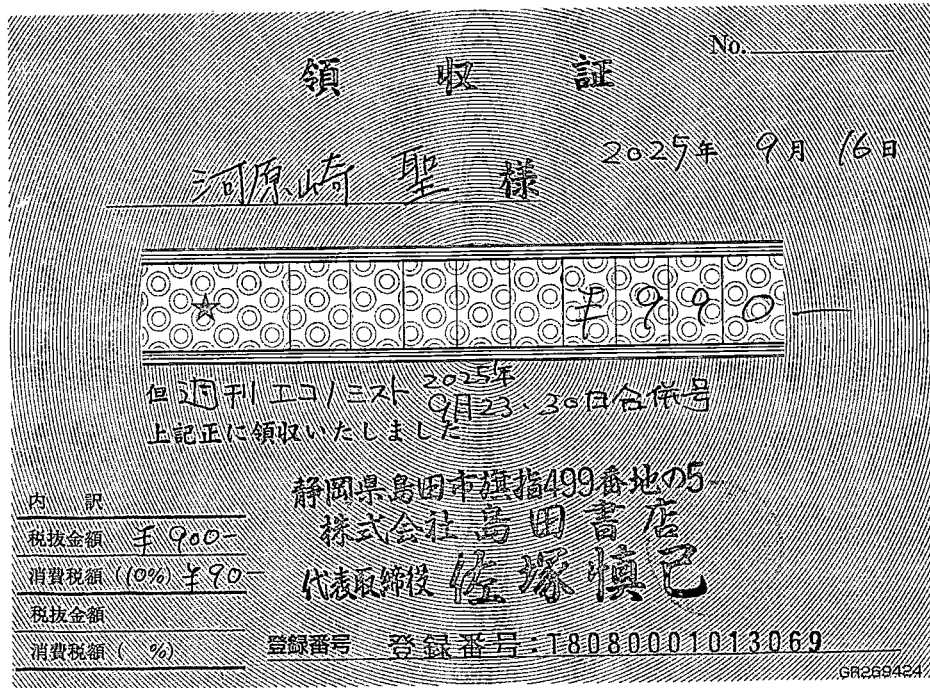 No.
領 収 証
2025年 9月 16日
河原崎 聖 様
☆ ¥990―
但 週刊エコノミスト 2025年
9月23、30日合併号
上記正に領収いたしました
静岡県島田市旗指499番地の5
株式会社 島田書店
代表取締役 佐塚慎己
内 訳
税抜金額 ¥900-
消費税額 (10%) ¥90-
税抜金額
消費税額 ( %)
登録番号 登録番号:T8080001013069
GR269424